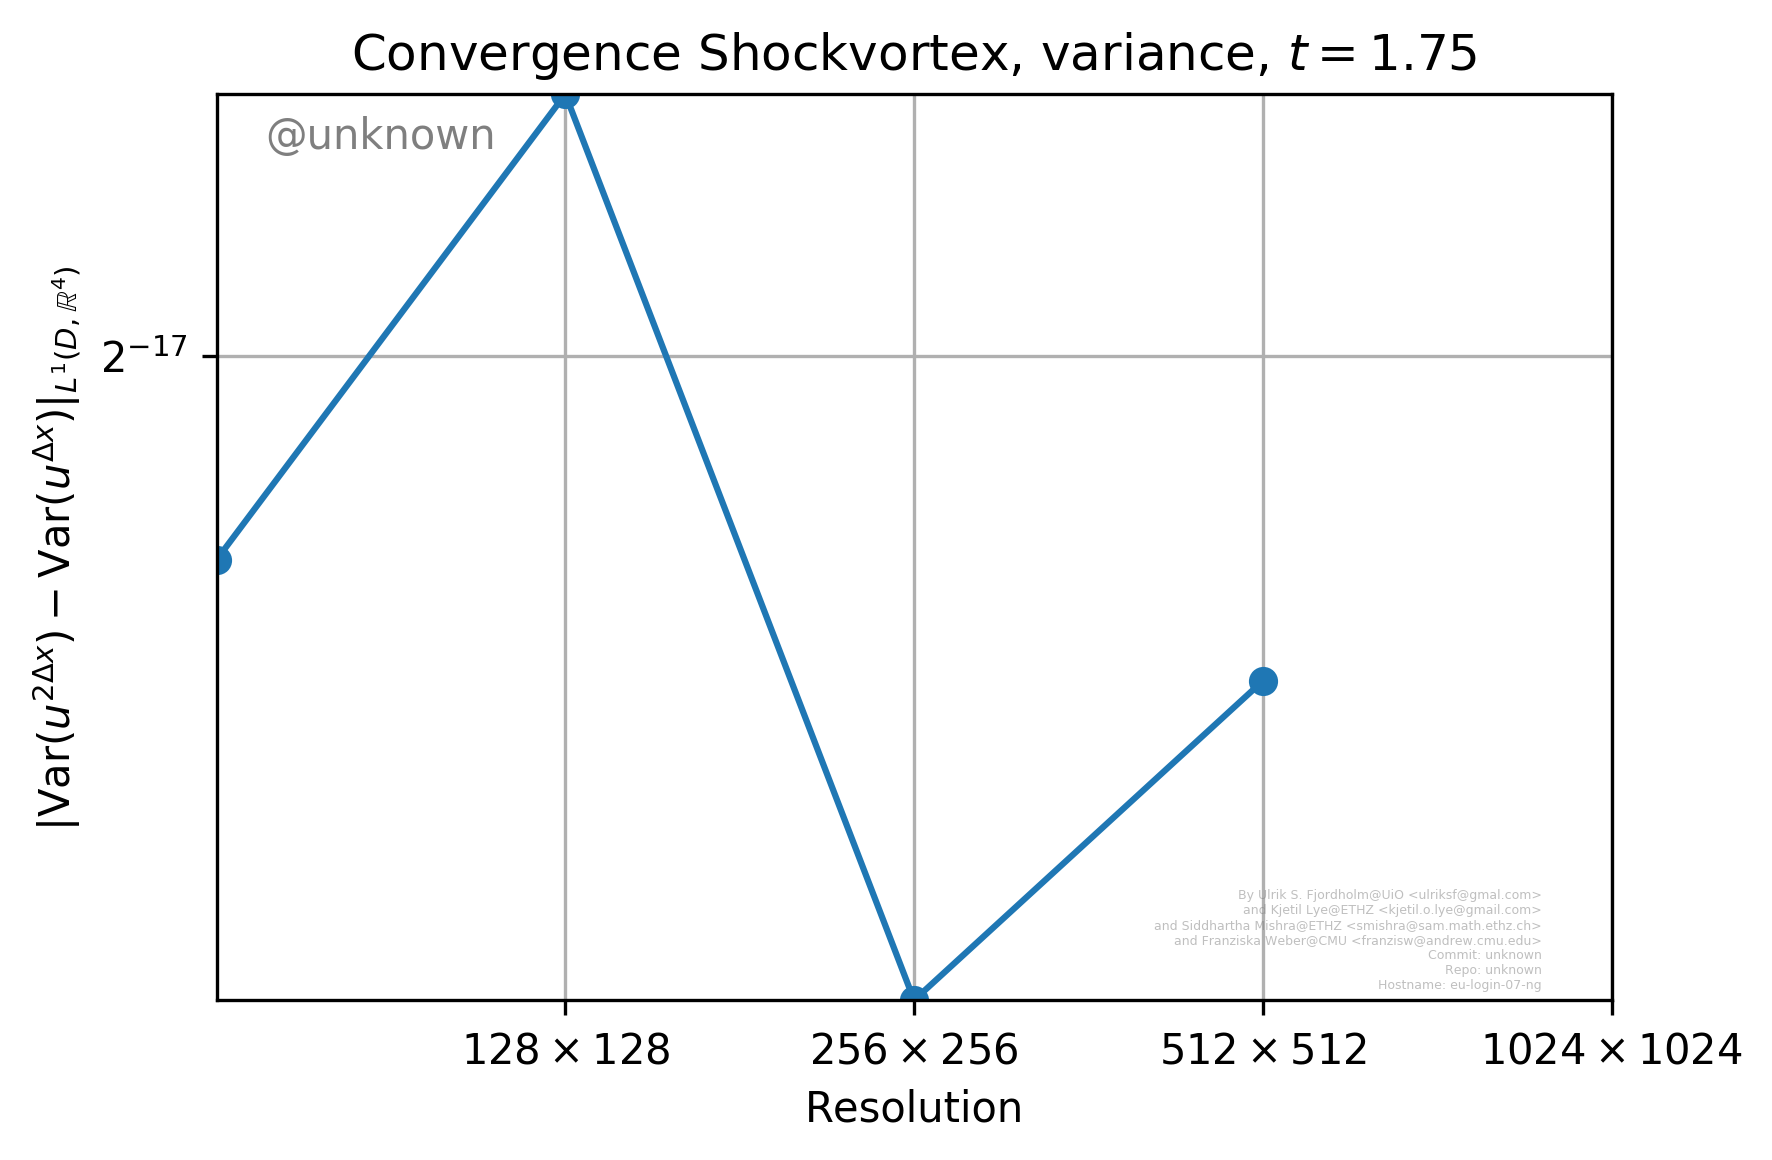 Convergence Shockvortex, variance, t = 1.75
@unknown
|Var(u^{2Δx}) − Var(u^{Δx})|_{L^1(D, ℝ^4)}
2^{−17}
By Ulrik S. Fjordholm@UiO <ulriksf@gmal.com>
and Kjetil Lye@ETHZ <kjetil.o.lye@gmail.com>
and Siddhartha Mishra@ETHZ <smishra@sam.math.ethz.ch>
and Franziska Weber@CMU <franzisw@andrew.cmu.edu>
Commit: unknown
Repo: unknown
Hostname: eu-login-07-ng
128 × 128 256 × 256 512 × 512 1024 × 1024
Resolution